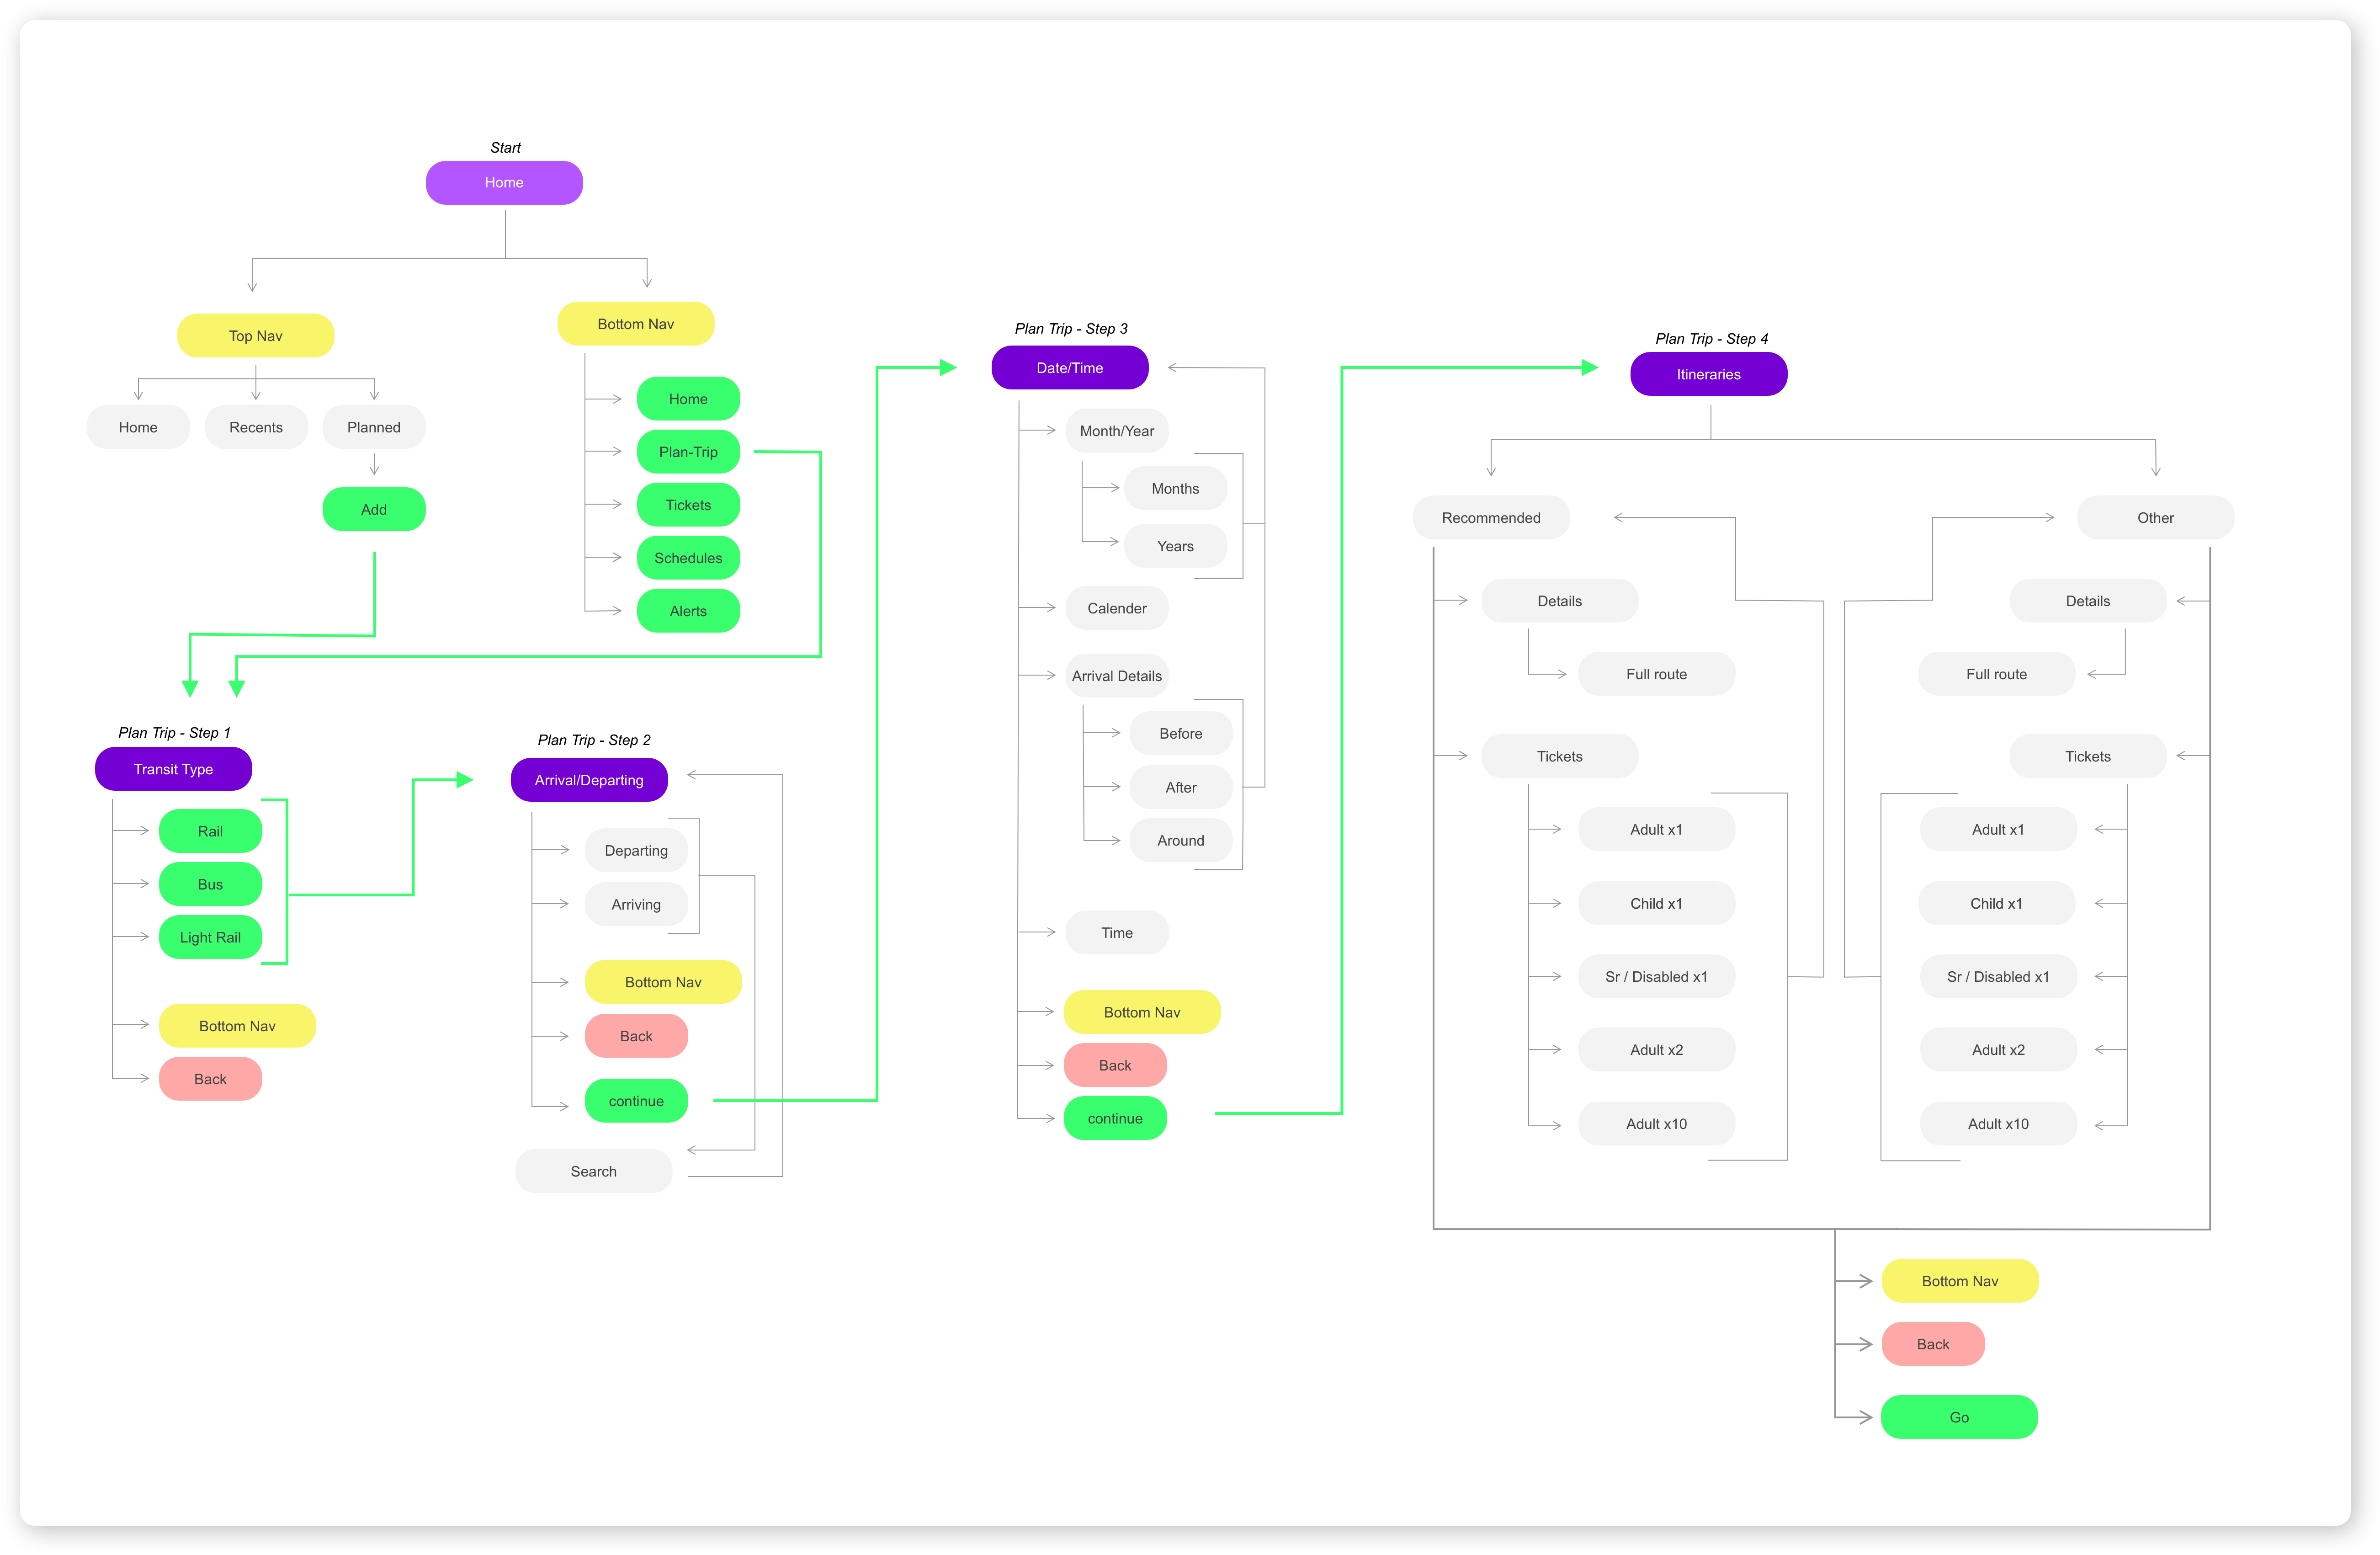 Start
Home
Top Nav
Home
Recents
Planned
Add
Bottom Nav
Home
Plan-Trip
Tickets
Schedules
Alerts
Plan Trip - Step 1
Transit Type
Rail
Bus
Light Rail
Bottom Nav
Back
Plan Trip - Step 2
Arrival/Departing
Departing
Arriving
Bottom Nav
Back
continue
Search
Plan Trip - Step 3
Date/Time
Month/Year
Months
Years
Calender
Arrival Details
Before
After
Around
Time
Bottom Nav
Back
continue
Plan Trip - Step 4
Itineraries
Recommended
Details
Full route
Tickets
Adult x1
Child x1
Sr / Disabled x1
Adult x2
Adult x10
Other
Details
Full route
Tickets
Adult x1
Child x1
Sr / Disabled x1
Adult x2
Adult x10
Bottom Nav
Back
Go